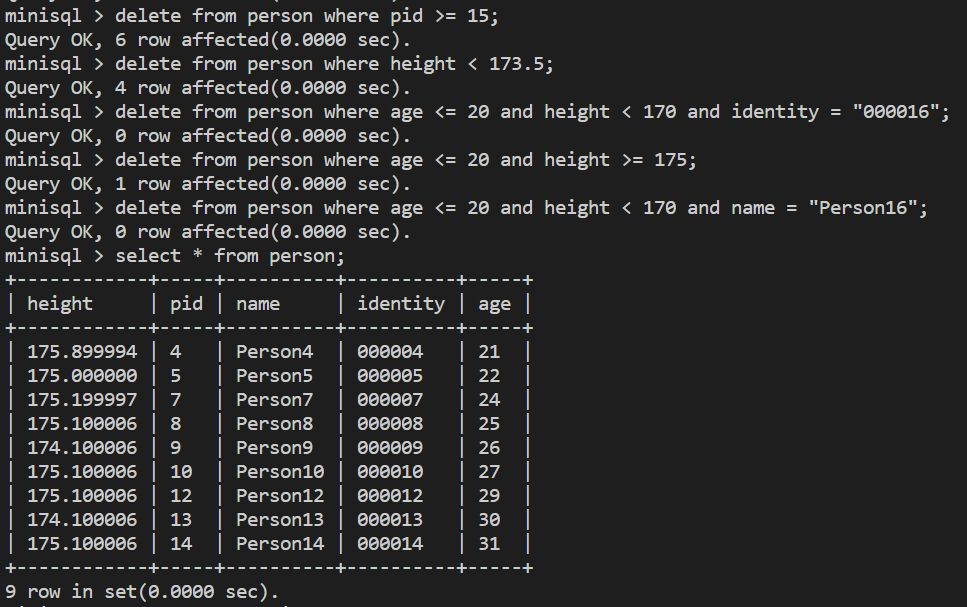 minisql > delete from person where pid >= 15;
Query OK, 6 row affected(0.0000 sec).
minisql > delete from person where height < 173.5;
Query OK, 4 row affected(0.0000 sec).
minisql > delete from person where age <= 20 and height < 170 and identity = "000016";
Query OK, 0 row affected(0.0000 sec).
minisql > delete from person where age <= 20 and height >= 175;
Query OK, 1 row affected(0.0000 sec).
minisql > delete from person where age <= 20 and height < 170 and name = "Person16";
Query OK, 0 row affected(0.0000 sec).
minisql > select * from person;
+------------+-----+----------+----------+-----+
| height     | pid | name     | identity | age |
+------------+-----+----------+----------+-----+
| 175.899994 | 4   | Person4  | 000004   | 21  |
| 175.000000 | 5   | Person5  | 000005   | 22  |
| 175.199997 | 7   | Person7  | 000007   | 24  |
| 175.100006 | 8   | Person8  | 000008   | 25  |
| 174.100006 | 9   | Person9  | 000009   | 26  |
| 175.100006 | 10  | Person10 | 000010   | 27  |
| 175.100006 | 12  | Person12 | 000012   | 29  |
| 174.100006 | 13  | Person13 | 000013   | 30  |
| 175.100006 | 14  | Person14 | 000014   | 31  |
+------------+-----+----------+----------+-----+
9 row in set(0.0000 sec).